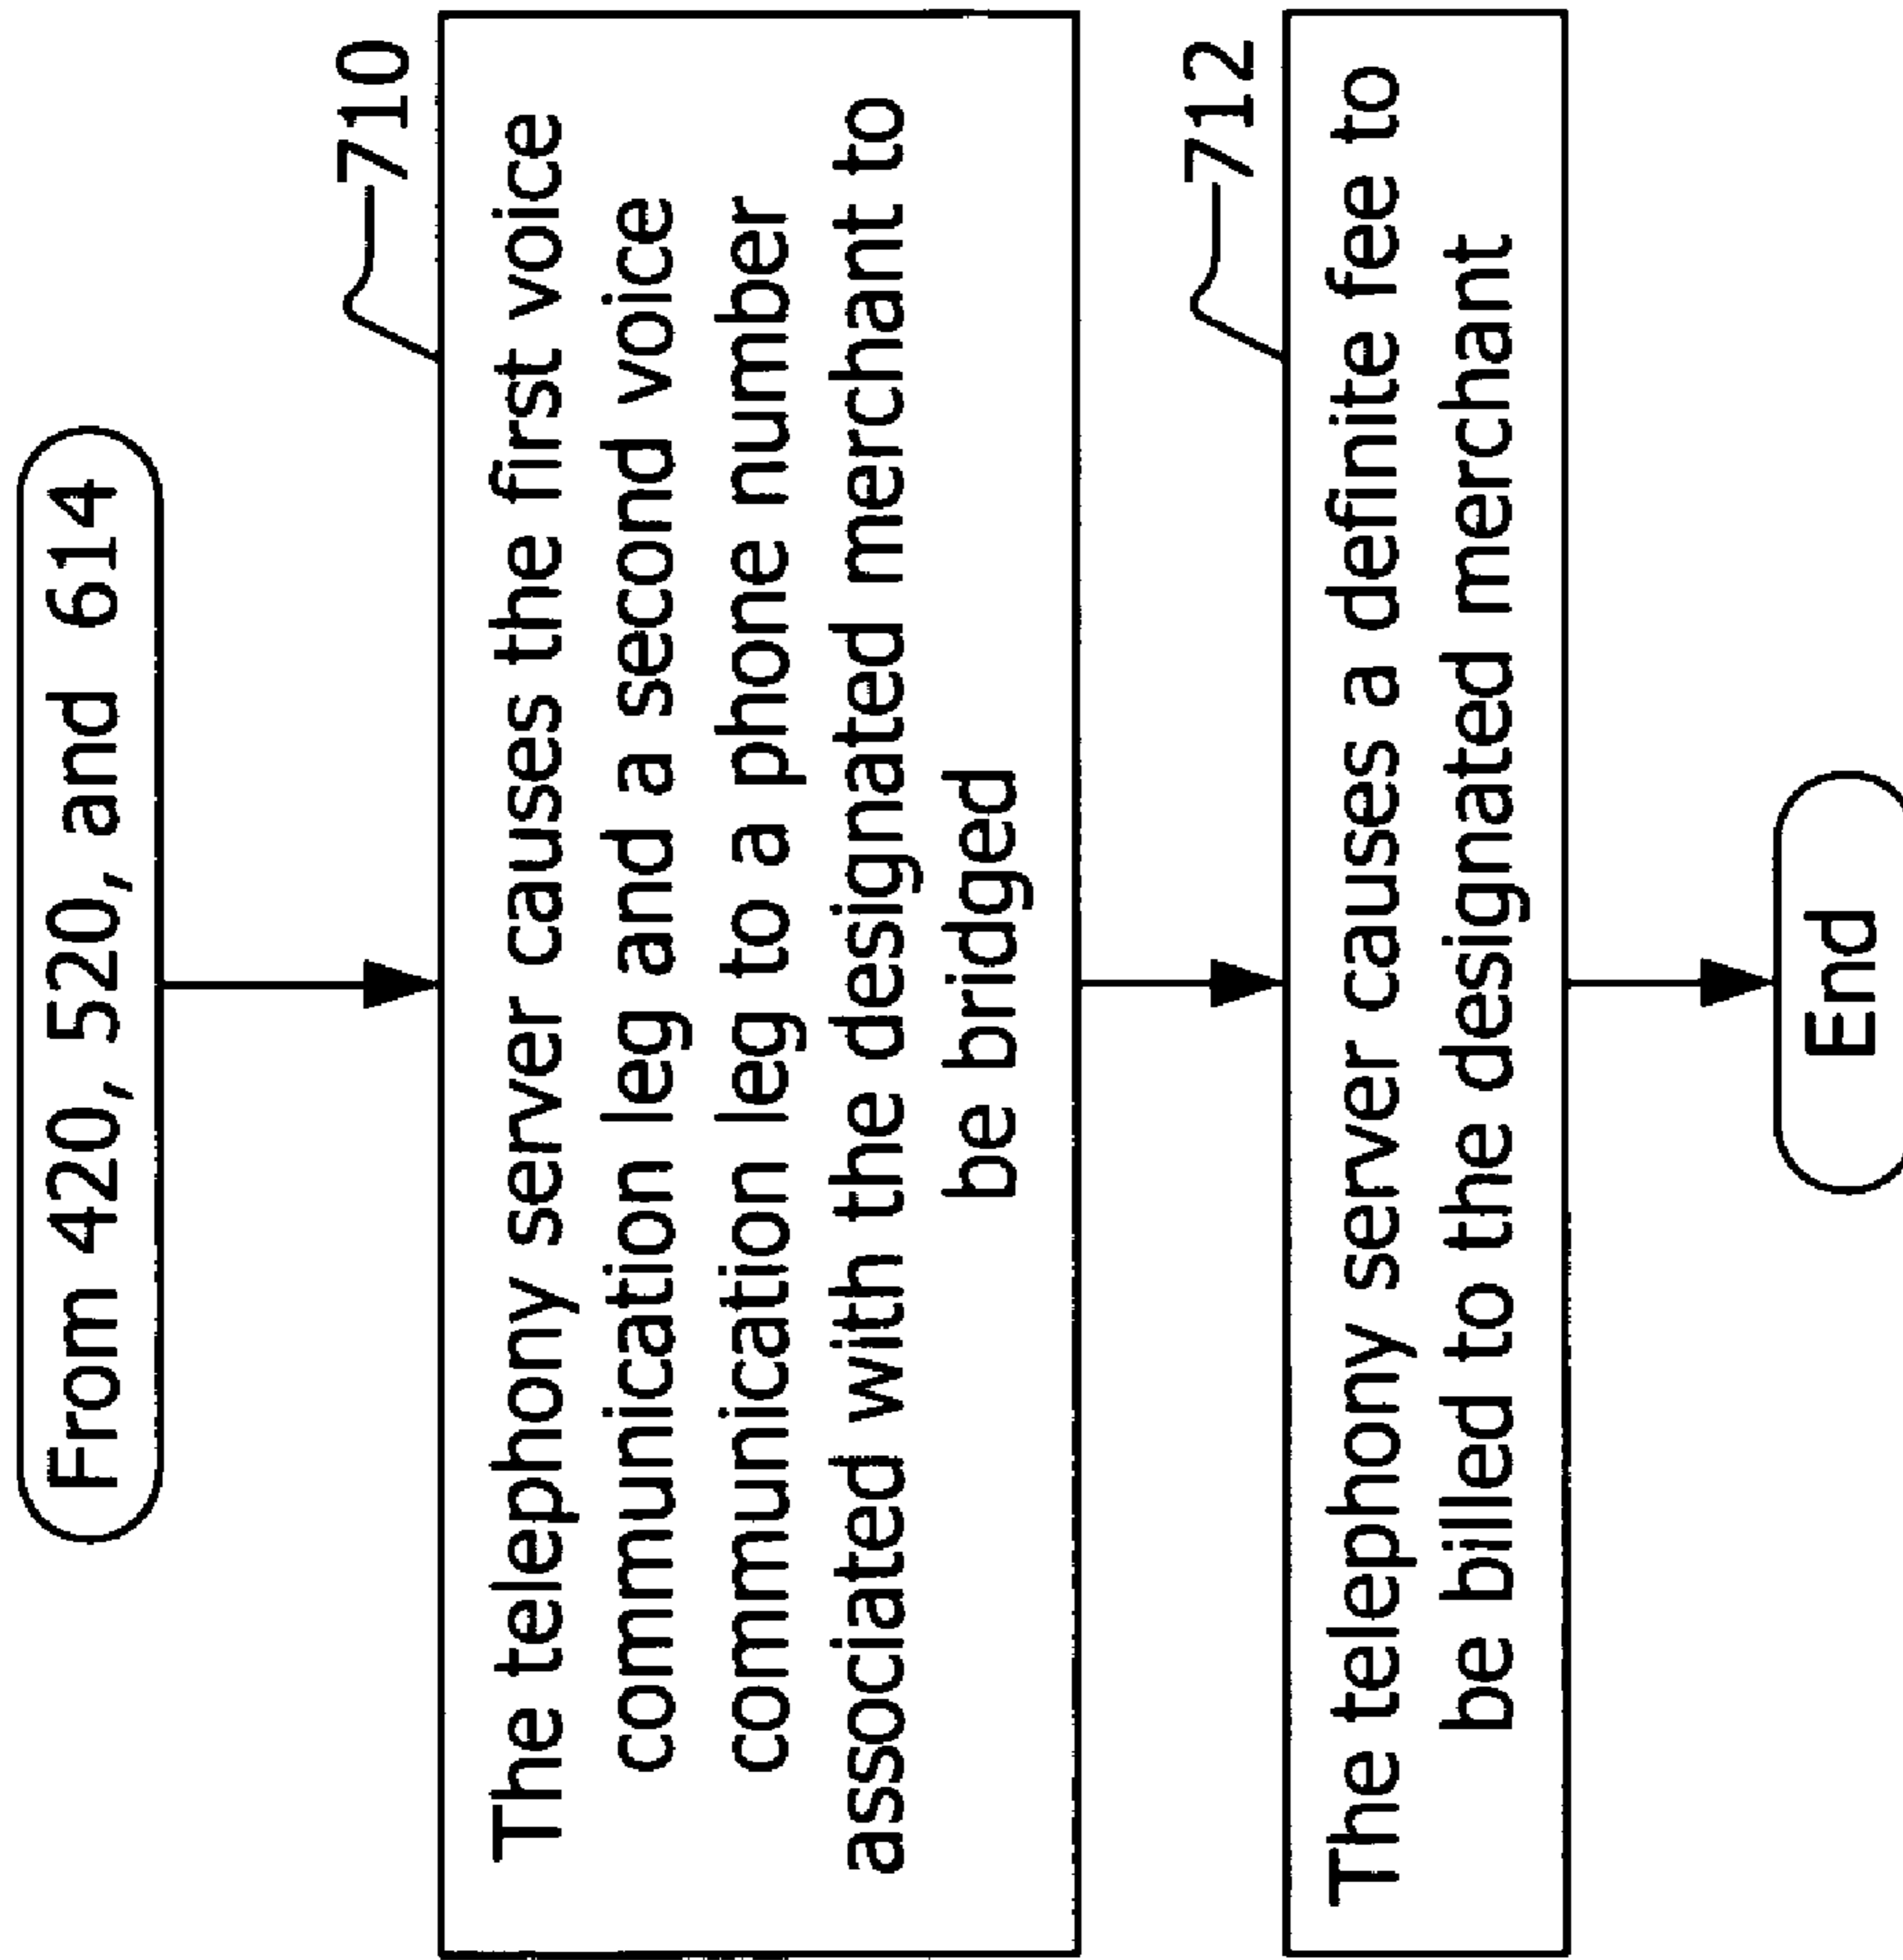 From 420, 520, and 614
710
The telephony server causes the first voice
communication leg and a second voice
communication leg to a phone number
associated with the designated merchant to
be bridged
712
The telephony server causes a definite fee to
be billed to the designated merchant
End